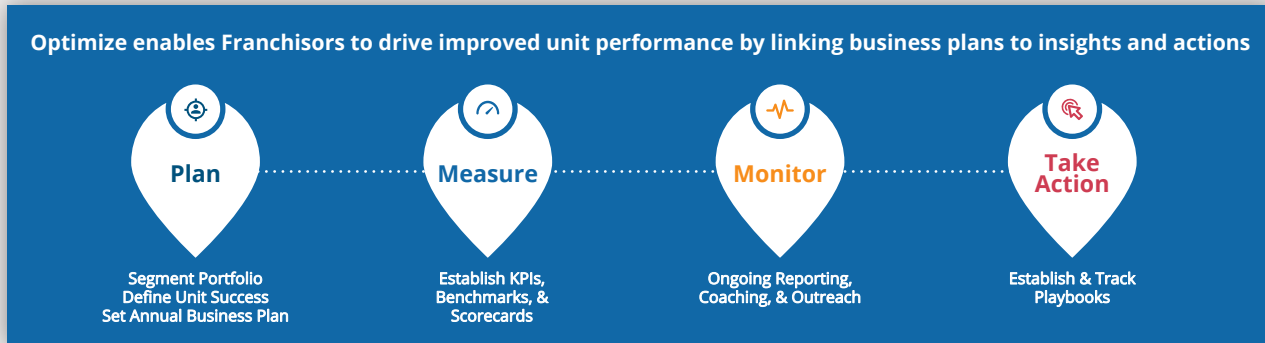 Optimize enables Franchisors to drive improved unit performance by linking business plans to insights and actions
Plan
Segment Portfolio
Define Unit Success
Set Annual Business Plan
Measure
Establish KPIs,
Benchmarks, &
Scorecards
Monitor
Ongoing Reporting,
Coaching, & Outreach
Take
Action
Establish & Track
Playbooks